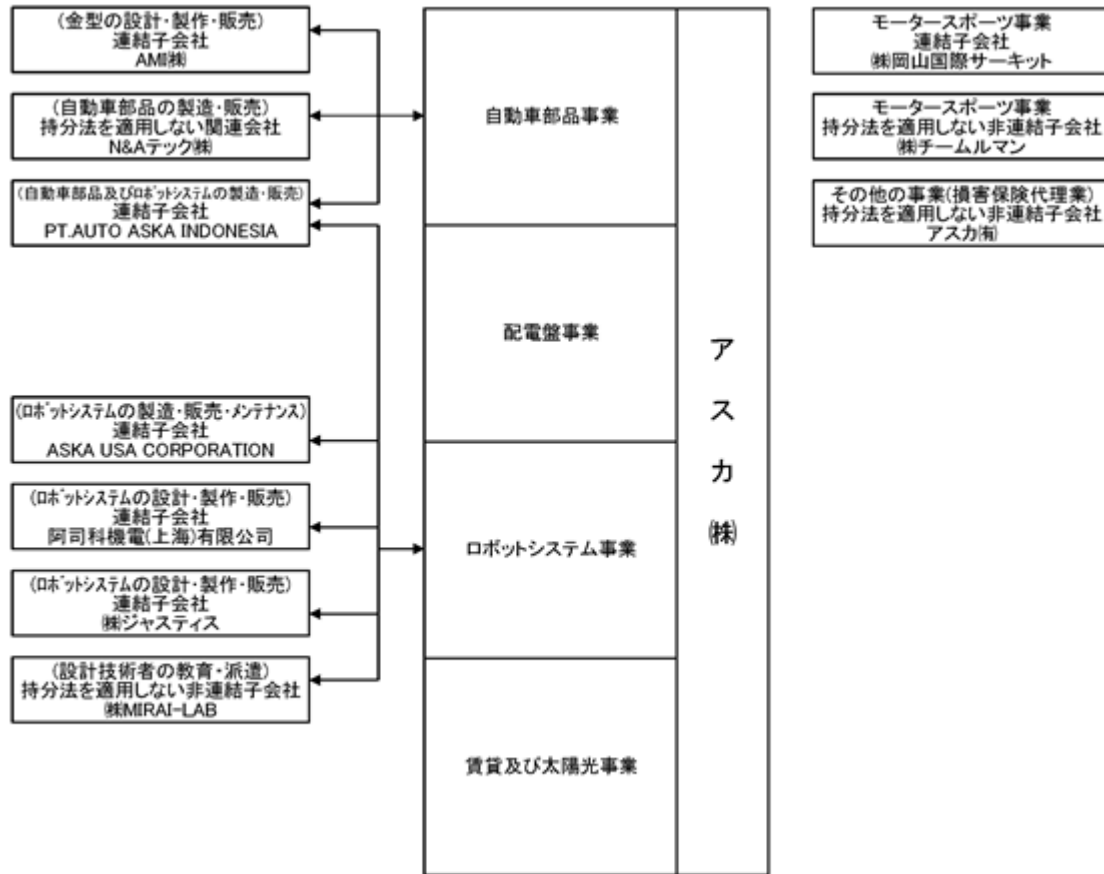 (金型の設計・製作・販売)
連結子会社
AMI㈱
(自動車部品の製造・販売)
持分法を適用しない関連会社
N&Aテック㈱
(自動車部品及びﾛﾎﾞｯﾄｼｽﾃﾑの製造・販売)
連結子会社
PT.AUTO ASKA INDONESIA
(ﾛﾎﾞｯﾄｼｽﾃﾑの製造・販売・ﾒﾝﾃﾅﾝｽ)
連結子会社
ASKA USA CORPORATION
(ﾛﾎﾞｯﾄｼｽﾃﾑの設計・製作・販売)
連結子会社
阿司科機電(上海)有限公司
(ﾛﾎﾞｯﾄｼｽﾃﾑの設計・製作・販売)
連結子会社
㈱ジャスティス
(設計技術者の教育・派遣)
持分法を適用しない非連結子会社
㈱MIRAI-LAB
自動車部品事業
配電盤事業
ロボットシステム事業
賃貸及び太陽光事業
アスカ㈱
モータースポーツ事業
連結子会社
㈱岡山国際サーキット
モータースポーツ事業
持分法を適用しない非連結子会社
㈱チームルマン
その他の事業(損害保険代理業)
持分法を適用しない非連結子会社
アスカ㈲